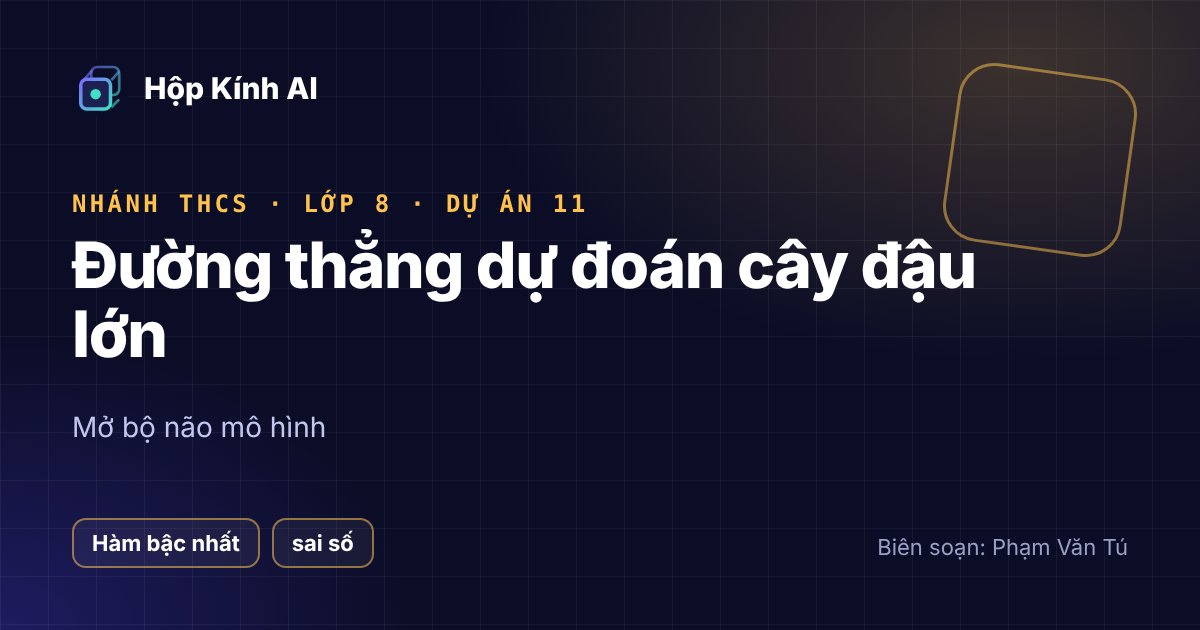 Hộp Kính AI
NHÁNH THCS · LỚP 8 · DỰ ÁN 11
Đường thẳng dự đoán cây đậu
lớn
Mở bộ não mô hình
Hàm bậc nhất
sai số
Biên soạn: Phạm Văn Tú